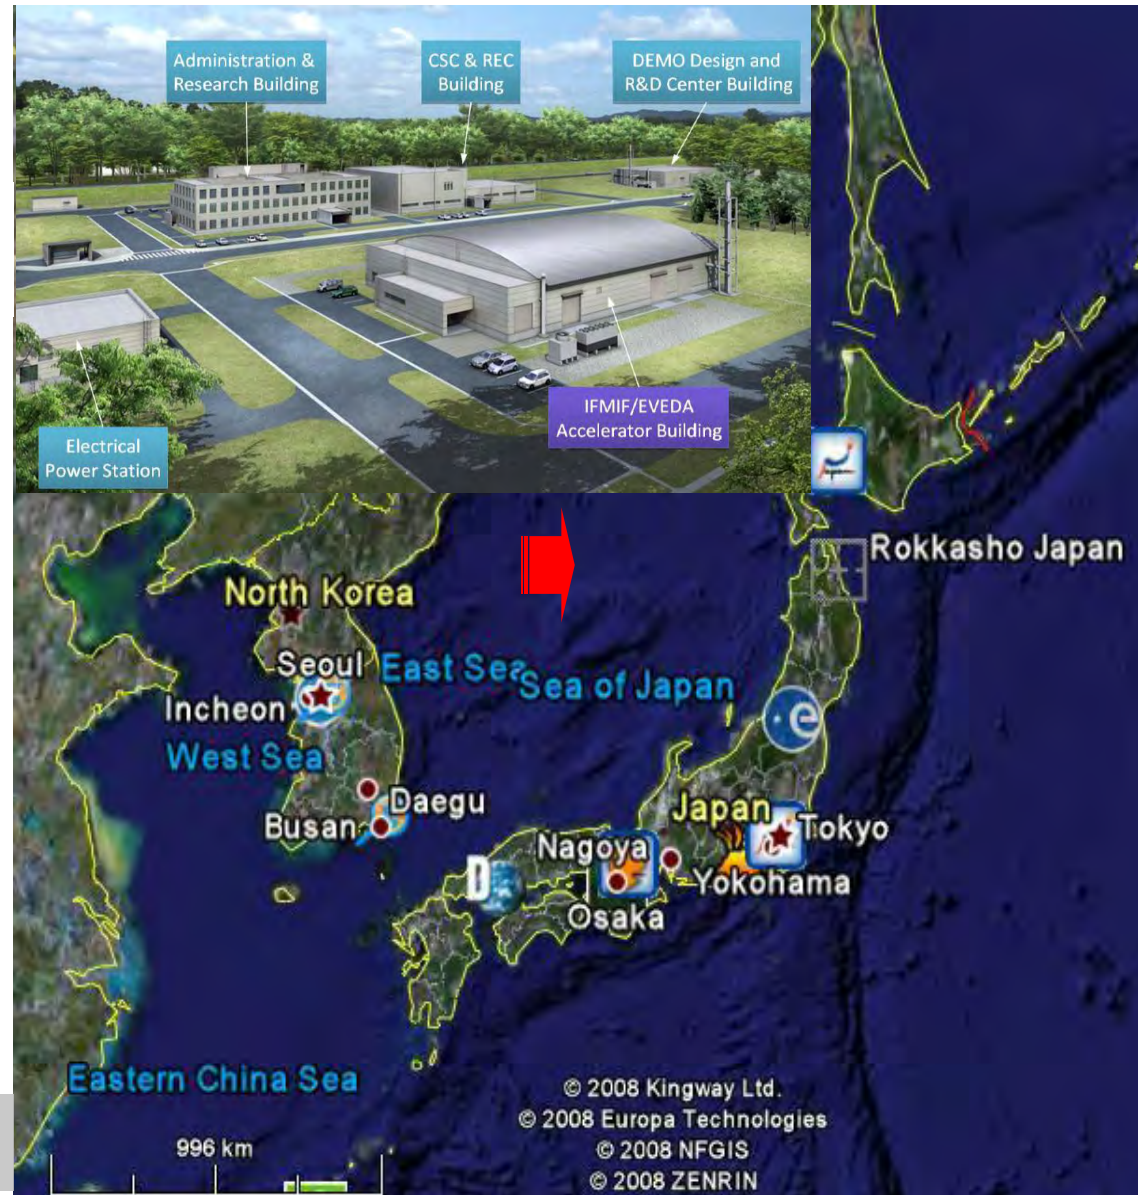 Administration &
Research Building
CSC & REC
Building
DEMO Design and
R&D Center Building
IFMIF/EVEDA
Accelerator Building
Electrical
Power Station
Rokkasho Japan
North Korea
Seoul
East Sea
Sea of Japan
Incheon
West Sea
Daegu
Busan
Japan
Tokyo
Nagoya
Yokohama
Osaka
D
e
Eastern China Sea
© 2008 Kingway Ltd.
© 2008 Europa Technologies
© 2008 NFGIS
© 2008 ZENRIN
996 km